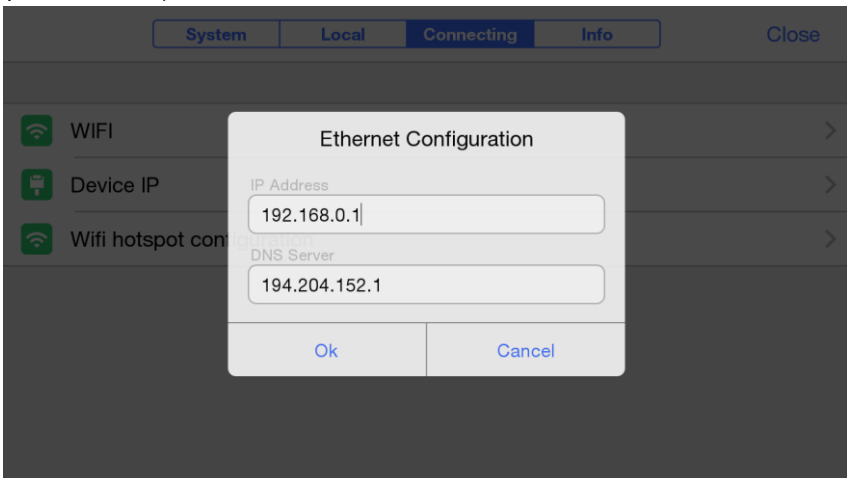 System Local Connecting Info Close
WIFI
Ethernet Configuration
Device IP
IP Address
192.168.0.1
Wifi hotspot configuration
DNS Server
194.204.152.1
Ok Cancel